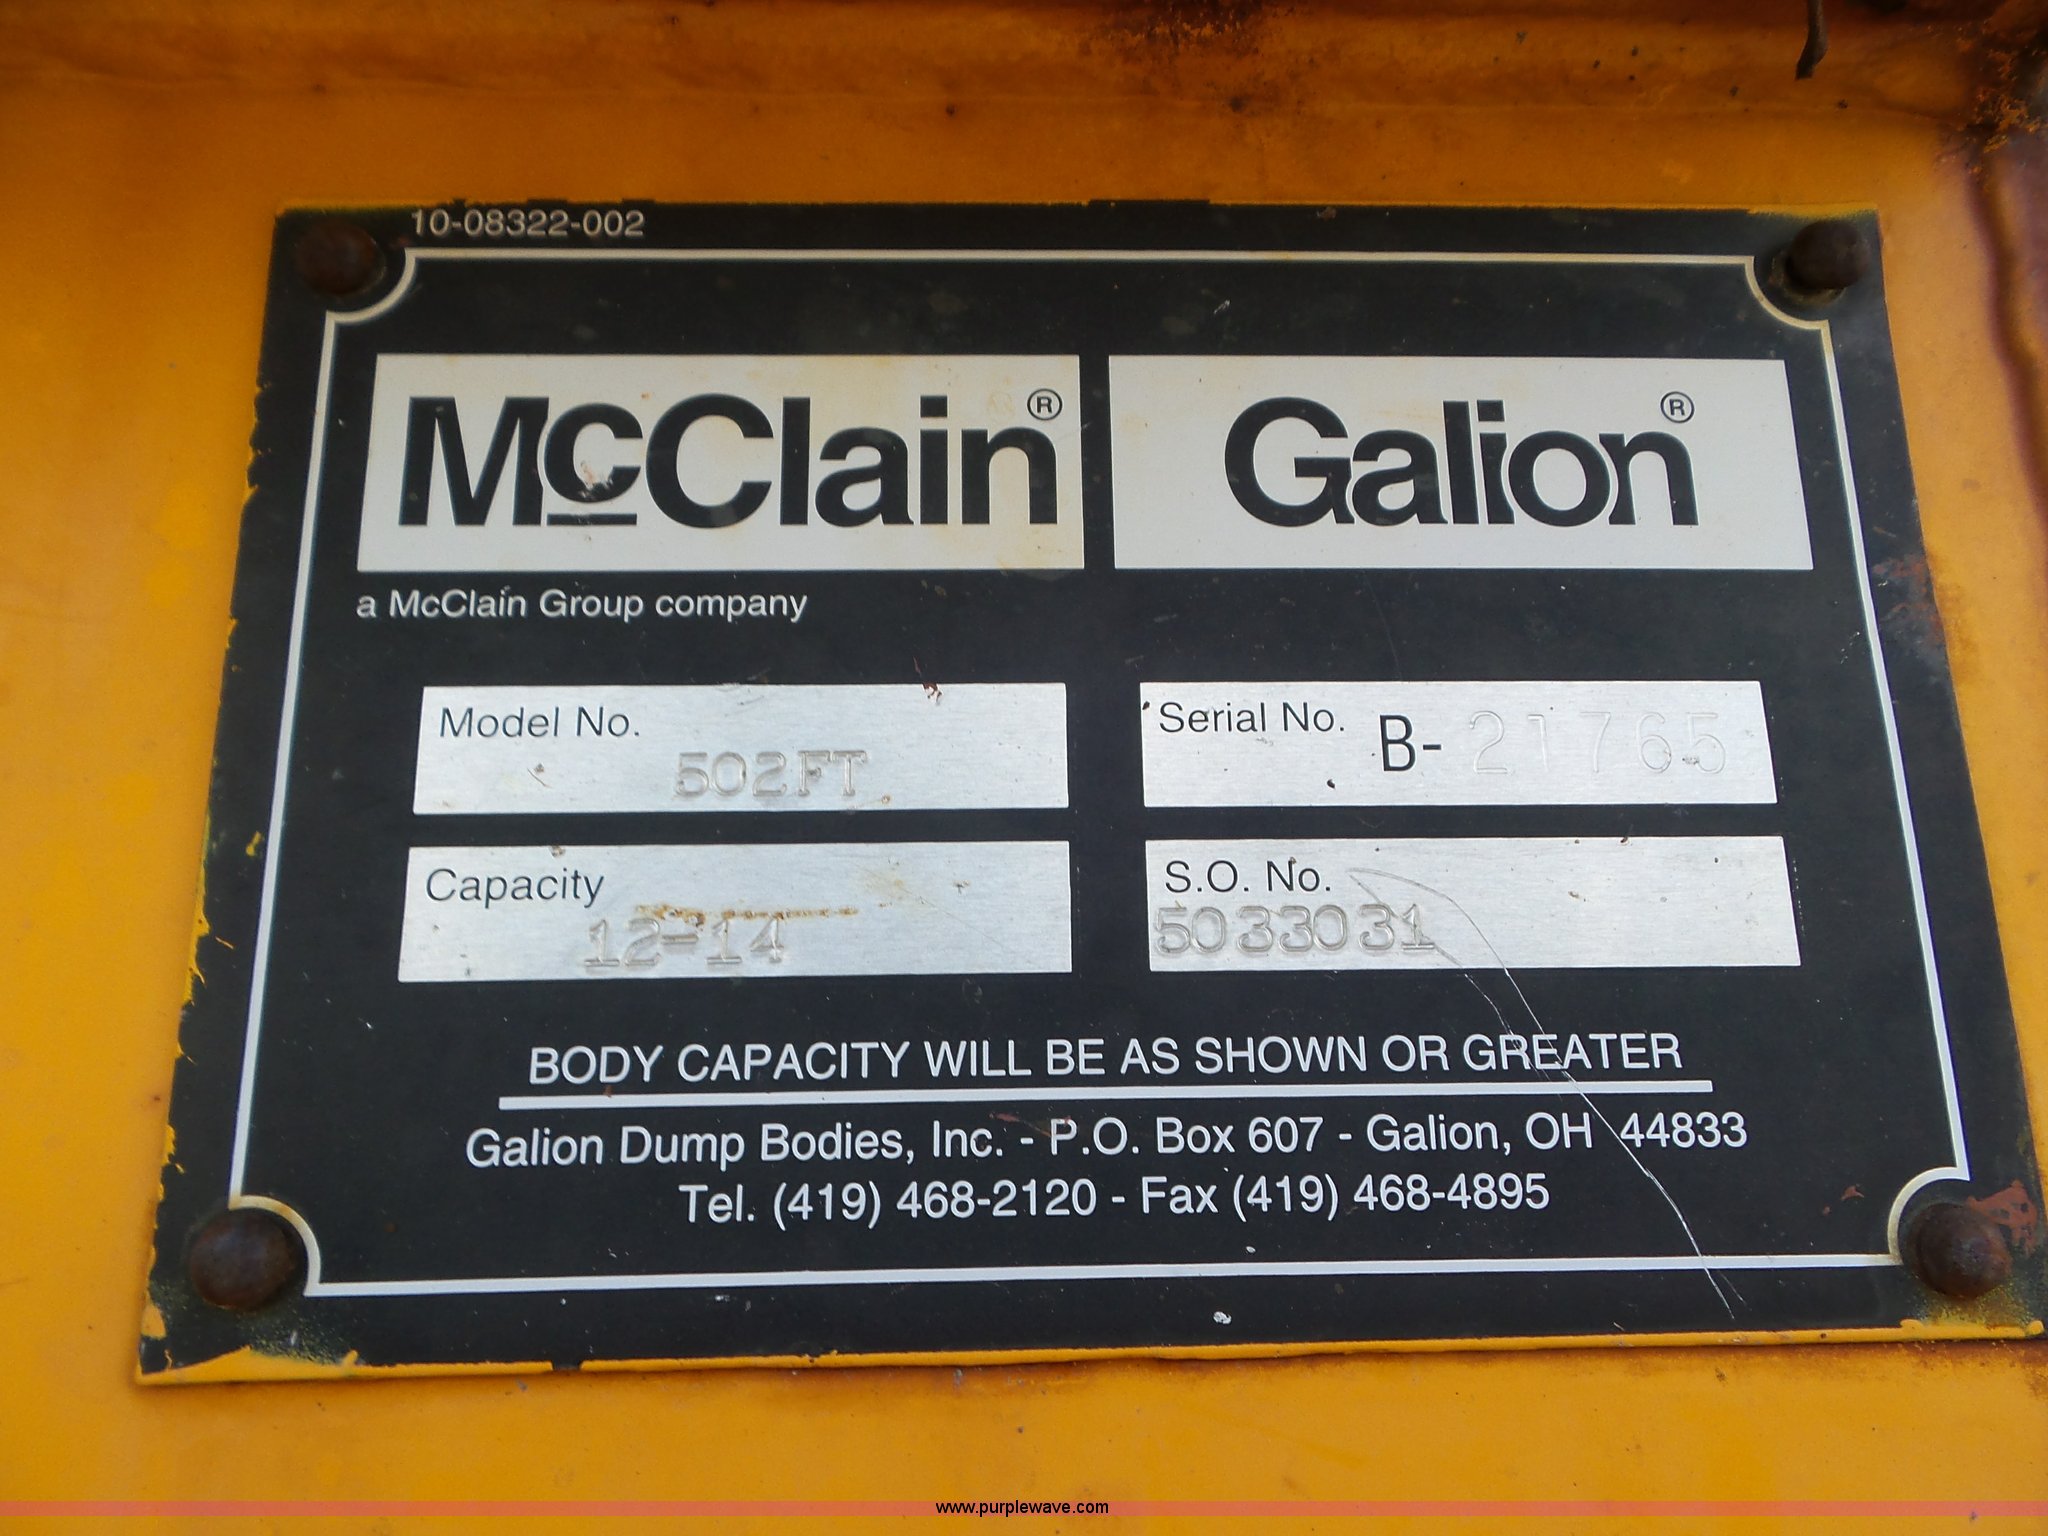 10-08322-002
McClain® Galion®
a McClain Group company
Model No. 502FT
Serial No. B-21765
Capacity 12-14
S.O. No. 5033031
BODY CAPACITY WILL BE AS SHOWN OR GREATER
Galion Dump Bodies, Inc. - P.O. Box 607 - Galion, OH 44833
Tel. (419) 468-2120 - Fax (419) 468-4895
www.purplewave.com